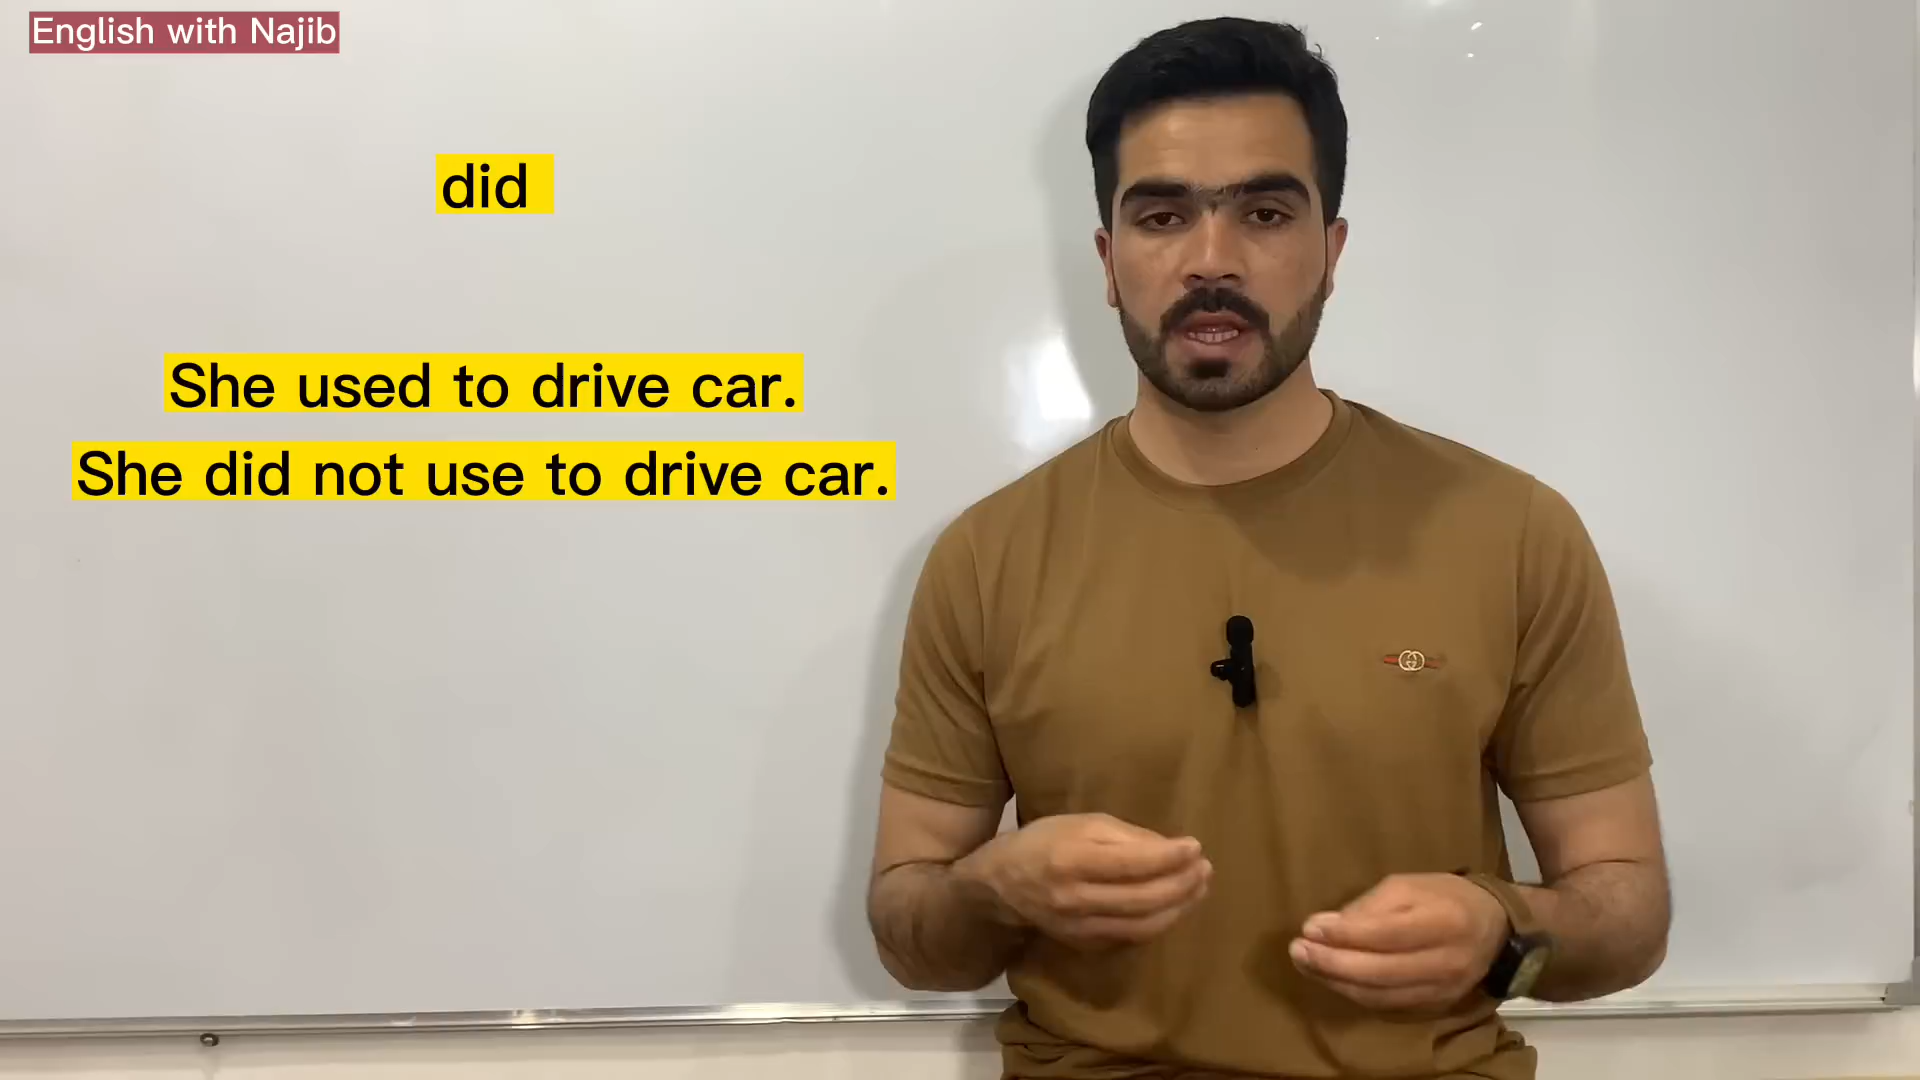 English with Najib
did
She used to drive car.
She did not use to drive car.